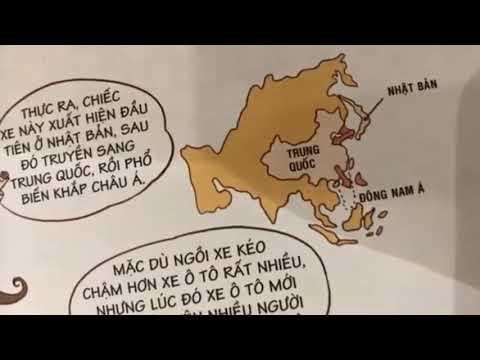 THỰC RA, CHIẾC
XE NÀY XUẤT HIỆN ĐẦU
TIÊN Ở NHẬT BẢN, SAU
ĐÓ TRUYỀN SANG
TRUNG QUỐC, RỒI PHỔ
BIẾN KHẮP CHÂU Á.
NHẬT BẢN
TRUNG
QUỐC
ĐÔNG NAM Á
MẶC DÙ NGỒI XE KÉO
CHẬM HƠN XE Ô TÔ RẤT NHIỀU,
NHƯNG LÚC ĐÓ XE Ô TÔ MỚI
NHIỀU NGƯỜI